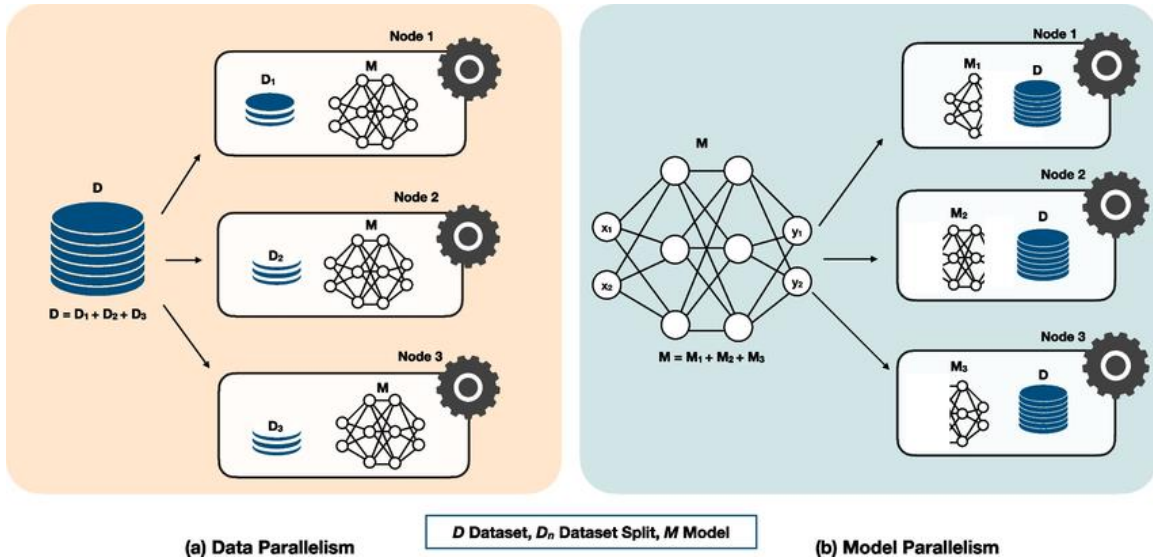 Node 1
D₁
M
D
Node 2
D₂
M
D = D₁ + D₂ + D₃
Node 3
D₃
M
(a) Data Parallelism
Node 1
M₁
D
M
x₁
x₂
y₁
y₂
M = M₁ + M₂ + M₃
Node 2
M₂
D
Node 3
M₃
D
D Dataset, Dₙ Dataset Split, M Model
(b) Model Parallelism